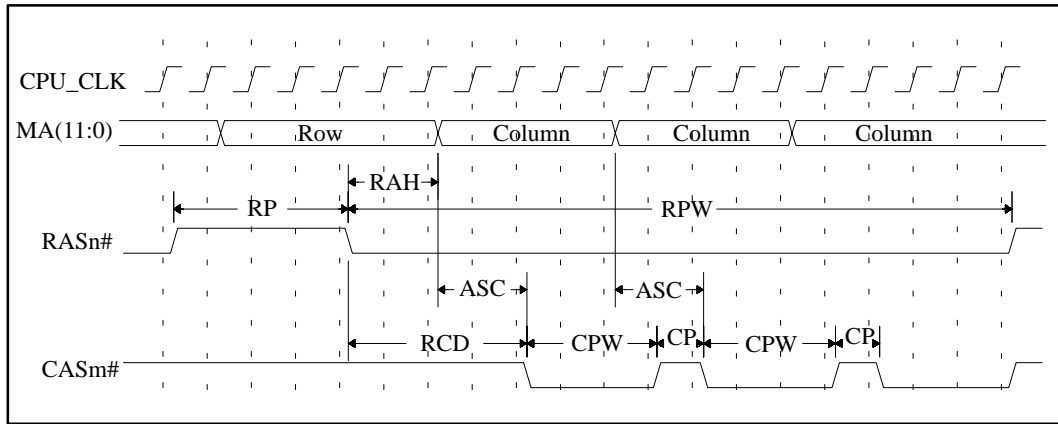 CPU_CLK
MA(11:0) Row Column Column Column
RAH
RP RPW
RASn#
ASC ASC
RCD CPW CP CPW CP
CASm#